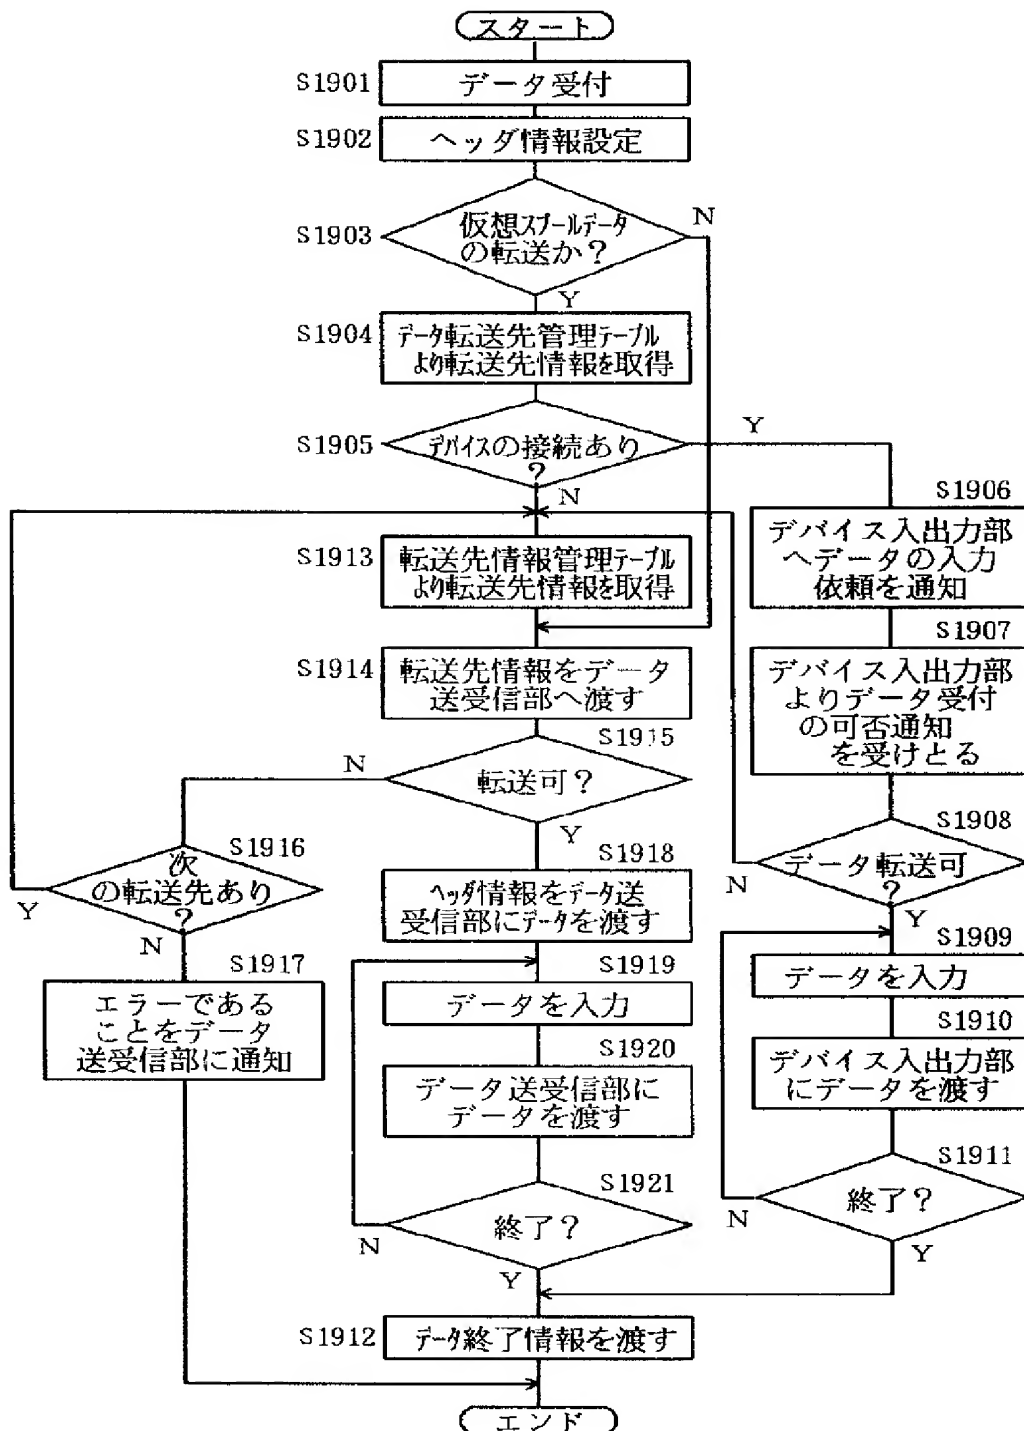 スタート
S1901
データ受付
S1902
ヘッダ情報設定
S1903
仮想スプールデータ
の転送か？
N
Y
S1904
データ転送先管理テーブル
より転送先情報を取得
S1905
デバイスの接続あり
？
Y
N
S1906
デバイス入出力部
へデータの入力
依頼を通知
S1913
転送先情報管理テーブル
より転送先情報を取得
S1907
デバイス入出力部
よりデータ受付
の可否通知
を受けとる
S1914
転送先情報をデータ
送受信部へ渡す
S1915
転送可？
N
Y
S1908
データ転送可
？
N
Y
S1916
次
の転送先あり
？
Y
N
S1918
ヘッダ情報をデータ送
受信部にデータを渡す
S1909
データを入力
S1917
エラーである
ことをデータ
送受信部に通知
S1919
データを入力
S1910
デバイス入出力部
にデータを渡す
S1920
データ送受信部に
データを渡す
S1911
終了？
N
Y
S1921
終了？
N
Y
S1912
データ終了情報を渡す
エンド